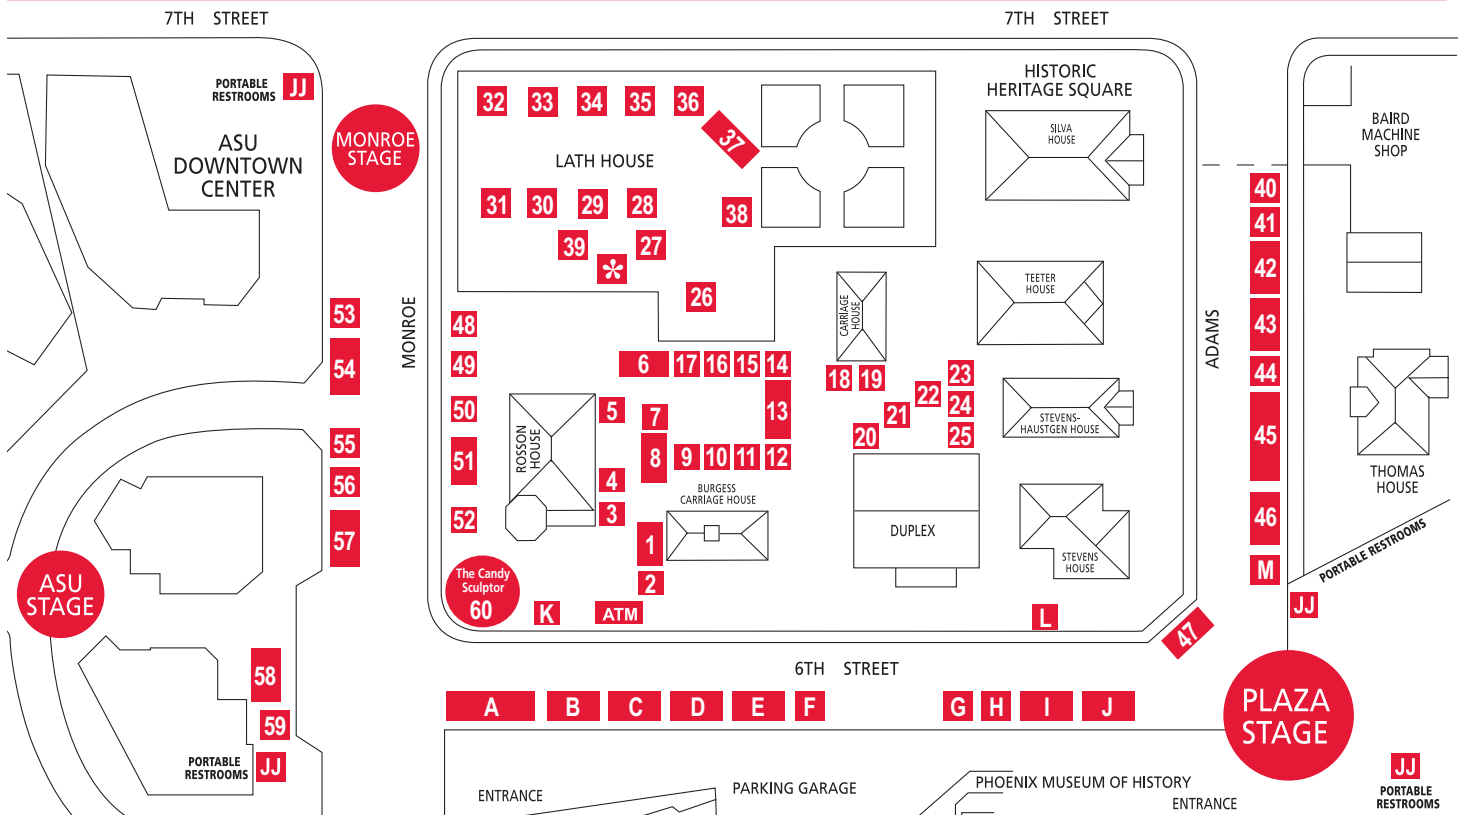 7TH STREET
7TH STREET
PORTABLE
RESTROOMS
JJ
MONROE
STAGE
ASU
DOWNTOWN
CENTER
32
33
34
35
36
37
LATH HOUSE
31
30
29
28
38
39
27
*
26
HISTORIC
HERITAGE SQUARE
SILVA
HOUSE
BAIRD
MACHINE
SHOP
40
41
42
43
44
45
46
M
TEETER
HOUSE
CARRIAGE
HOUSE
ADAMS
MONROE
53
54
55
56
57
48
49
50
51
52
6
17
16
15
14
5
7
13
8
9
10
11
12
4
3
1
2
ROSSON
HOUSE
BURGESS
CARRIAGE HOUSE
18
19
20
21
22
23
24
25
STEVENS-
HAUSTGEN HOUSE
DUPLEX
STEVENS
HOUSE
THOMAS
HOUSE
PORTABLE RESTROOMS
JJ
ASU
STAGE
The Candy
Sculptor
60
K
ATM
L
47
6TH STREET
58
59
PORTABLE
RESTROOMS
JJ
A
B
C
D
E
F
G
H
I
J
PLAZA
STAGE
ENTRANCE
PARKING GARAGE
PHOENIX MUSEUM OF HISTORY
ENTRANCE
JJ
PORTABLE
RESTROOMS